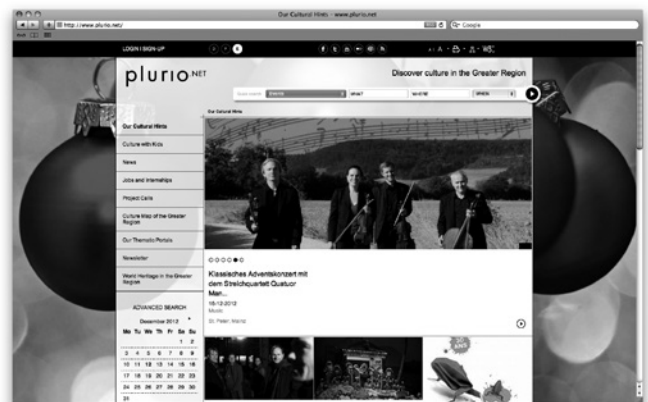 Our Cultural Hints - www.plurio.net
http://www.plurio.net/
Google
LOGIN I SIGN-UP
plurio.NET
Discover culture in the Greater Region
WHAT
WHERE
WHEN
Our Cultural Hints
Our Cultural Hints
Culture with Kids
News
Jobs and Internships
Project Calls
Culture Map of the Greater
Region
Our Thematic Portals
Newsletter
World Heritage in the Greater
Region
Klassisches Adventskonzert mit
dem Streichquartett Quatuor
Man...
Music
St. Peter, Mainz
ADVANCED SEARCH
December 2012
Mo Tu We Th Fr Sa Su
1 2
3 4 5 6 7 8 9
10 11 12 13 14 15 16
17 18 19 20 21 22 23
24 25 26 27 28 29 30
31
20
ANS